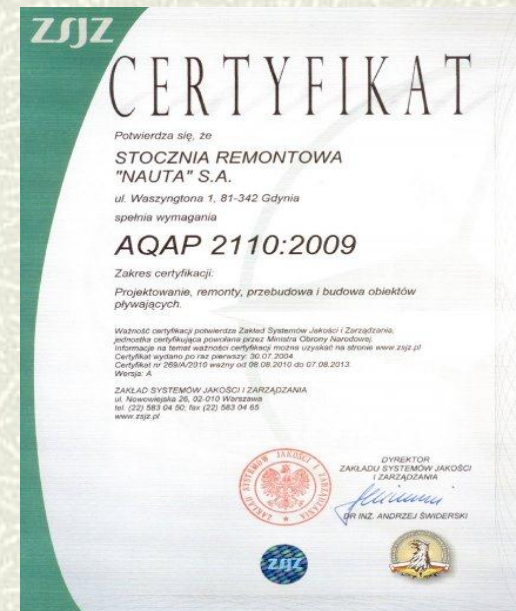 ZSJZ
CERTYFIKAT
Potwierdza się, że
STOCZNIA REMONTOWA
"NAUTA" S.A.
ul. Waszyngtona 1, 81-342 Gdynia
spełnia wymagania
AQAP 2110:2009
Zakres certyfikacji:
Projektowanie, remonty, przebudowa i budowa obiektów
pływających.
Ważność certyfikacji potwierdza Zakład Systemów Jakości i Zarządzania,
jednostka certyfikująca powołana przez Ministra Obrony Narodowej.
Informacje na temat ważności certyfikacji można uzyskać na stronie www.zsjz.pl
Certyfikat wydano po raz pierwszy: 30.07.2004.
Certyfikat nr 269/A/2010 ważny od 08.08.2010 do 07.08.2013.
Wersja: A
ZAKŁAD SYSTEMÓW JAKOŚCI I ZARZĄDZANIA
ul. Nowowiejska 26, 02-010 Warszawa
tel. (22) 583 04 50; fax (22) 583 04 65
www.zsjz.pl
ZAKŁAD SYSTEMÓW JAKOŚCI I ZARZĄDZANIA
DYREKTOR
ZAKŁADU SYSTEMÓW JAKOŚCI
I ZARZĄDZANIA
DR INŻ. ANDRZEJ ŚWIDERSKI
ZSJZ